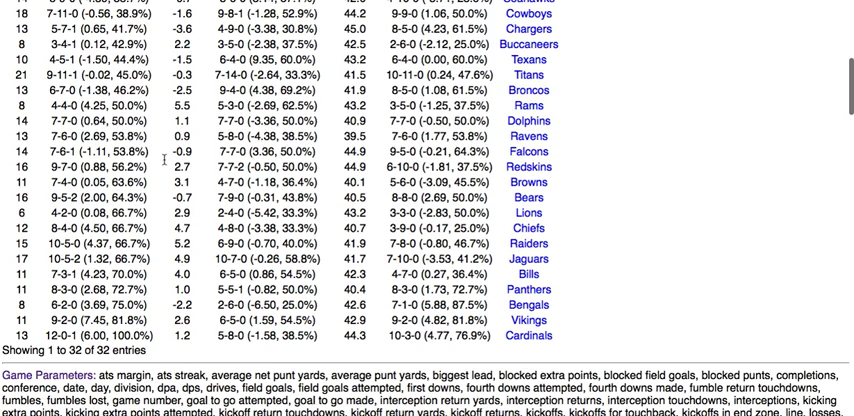 18 7-11-0 (-0.56, 38.9%) -1.6 9-8-1 (-1.28, 52.9%) 44.2 9-9-0 (1.06, 50.0%) Cowboys
13 5-7-1 (0.65, 41.7%) -3.6 4-9-0 (-3.38, 30.8%) 45.0 8-5-0 (4.23, 61.5%) Chargers
8 3-4-1 (0.12, 42.9%) 2.2 3-5-0 (-2.38, 37.5%) 42.5 2-6-0 (-2.12, 25.0%) Buccaneers
10 4-5-1 (-1.50, 44.4%) -1.5 6-4-0 (9.35, 60.0%) 43.2 6-4-0 (0.00, 60.0%) Texans
21 9-11-1 (-0.02, 45.0%) -0.3 7-14-0 (-2.64, 33.3%) 41.5 10-11-0 (0.24, 47.6%) Titans
13 6-7-0 (-1.38, 46.2%) -2.5 9-4-0 (4.38, 69.2%) 41.9 8-5-0 (1.08, 61.5%) Broncos
8 4-4-0 (4.25, 50.0%) 5.5 5-3-0 (-2.69, 62.5%) 43.2 3-5-0 (-1.25, 37.5%) Rams
14 7-7-0 (0.64, 50.0%) 1.1 7-7-0 (-3.36, 50.0%) 40.9 7-7-0 (-0.50, 50.0%) Dolphins
13 7-6-0 (2.69, 53.8%) 0.9 5-8-0 (-4.38, 38.5%) 39.5 7-6-0 (1.77, 53.8%) Ravens
14 7-6-1 (-1.11, 53.8%) -0.9 7-7-0 (3.36, 50.0%) 44.9 9-5-0 (-0.21, 64.3%) Falcons
16 9-7-0 (0.88, 56.2%) 2.7 7-7-2 (-0.50, 50.0%) 44.9 6-10-0 (-1.81, 37.5%) Redskins
11 7-4-0 (0.05, 63.6%) 3.1 4-7-0 (-1.18, 36.4%) 40.1 5-6-0 (-3.09, 45.5%) Browns
16 9-5-2 (2.00, 64.3%) -0.7 7-9-0 (-0.31, 43.8%) 40.5 8-8-0 (2.69, 50.0%) Bears
6 4-2-0 (0.08, 66.7%) 2.9 2-4-0 (-5.42, 33.3%) 43.2 3-3-0 (-2.83, 50.0%) Lions
12 8-4-0 (4.50, 66.7%) 4.7 4-8-0 (-3.38, 33.3%) 40.7 3-9-0 (-0.17, 25.0%) Chiefs
15 10-5-0 (4.37, 66.7%) 5.2 6-9-0 (-0.70, 40.0%) 41.9 7-8-0 (-0.80, 46.7%) Raiders
17 10-5-2 (1.32, 66.7%) 4.9 10-7-0 (-0.26, 58.8%) 41.7 7-10-0 (-3.53, 41.2%) Jaguars
11 7-3-1 (4.23, 70.0%) 4.0 6-5-0 (0.86, 54.5%) 42.3 4-7-0 (0.27, 36.4%) Bills
11 8-3-0 (2.68, 72.7%) 1.0 5-5-1 (-0.82, 50.0%) 40.4 8-3-0 (1.73, 72.7%) Panthers
8 6-2-0 (3.69, 75.0%) -2.2 2-6-0 (-6.50, 25.0%) 42.6 7-1-0 (5.88, 87.5%) Bengals
11 9-2-0 (7.45, 81.8%) 2.6 6-5-0 (1.59, 54.5%) 42.9 9-2-0 (4.82, 81.8%) Vikings
13 12-0-1 (6.00, 100.0%) 1.2 5-8-0 (-1.58, 38.5%) 44.3 10-3-0 (4.77, 76.9%) Cardinals
Showing 1 to 32 of 32 entries
Game Parameters: ats margin, ats streak, average net punt yards, average punt yards, biggest lead, blocked extra points, blocked field goals, blocked punts, completions,
conference, date, day, division, dpa, dps, drives, field goals, field goals attempted, first downs, fourth downs attempted, fourth downs made, fumble return touchdowns,
fumbles, fumbles lost, game number, goal to go attempted, goal to go made, interception return yards, interception returns, interception touchdowns, interceptions, kicking